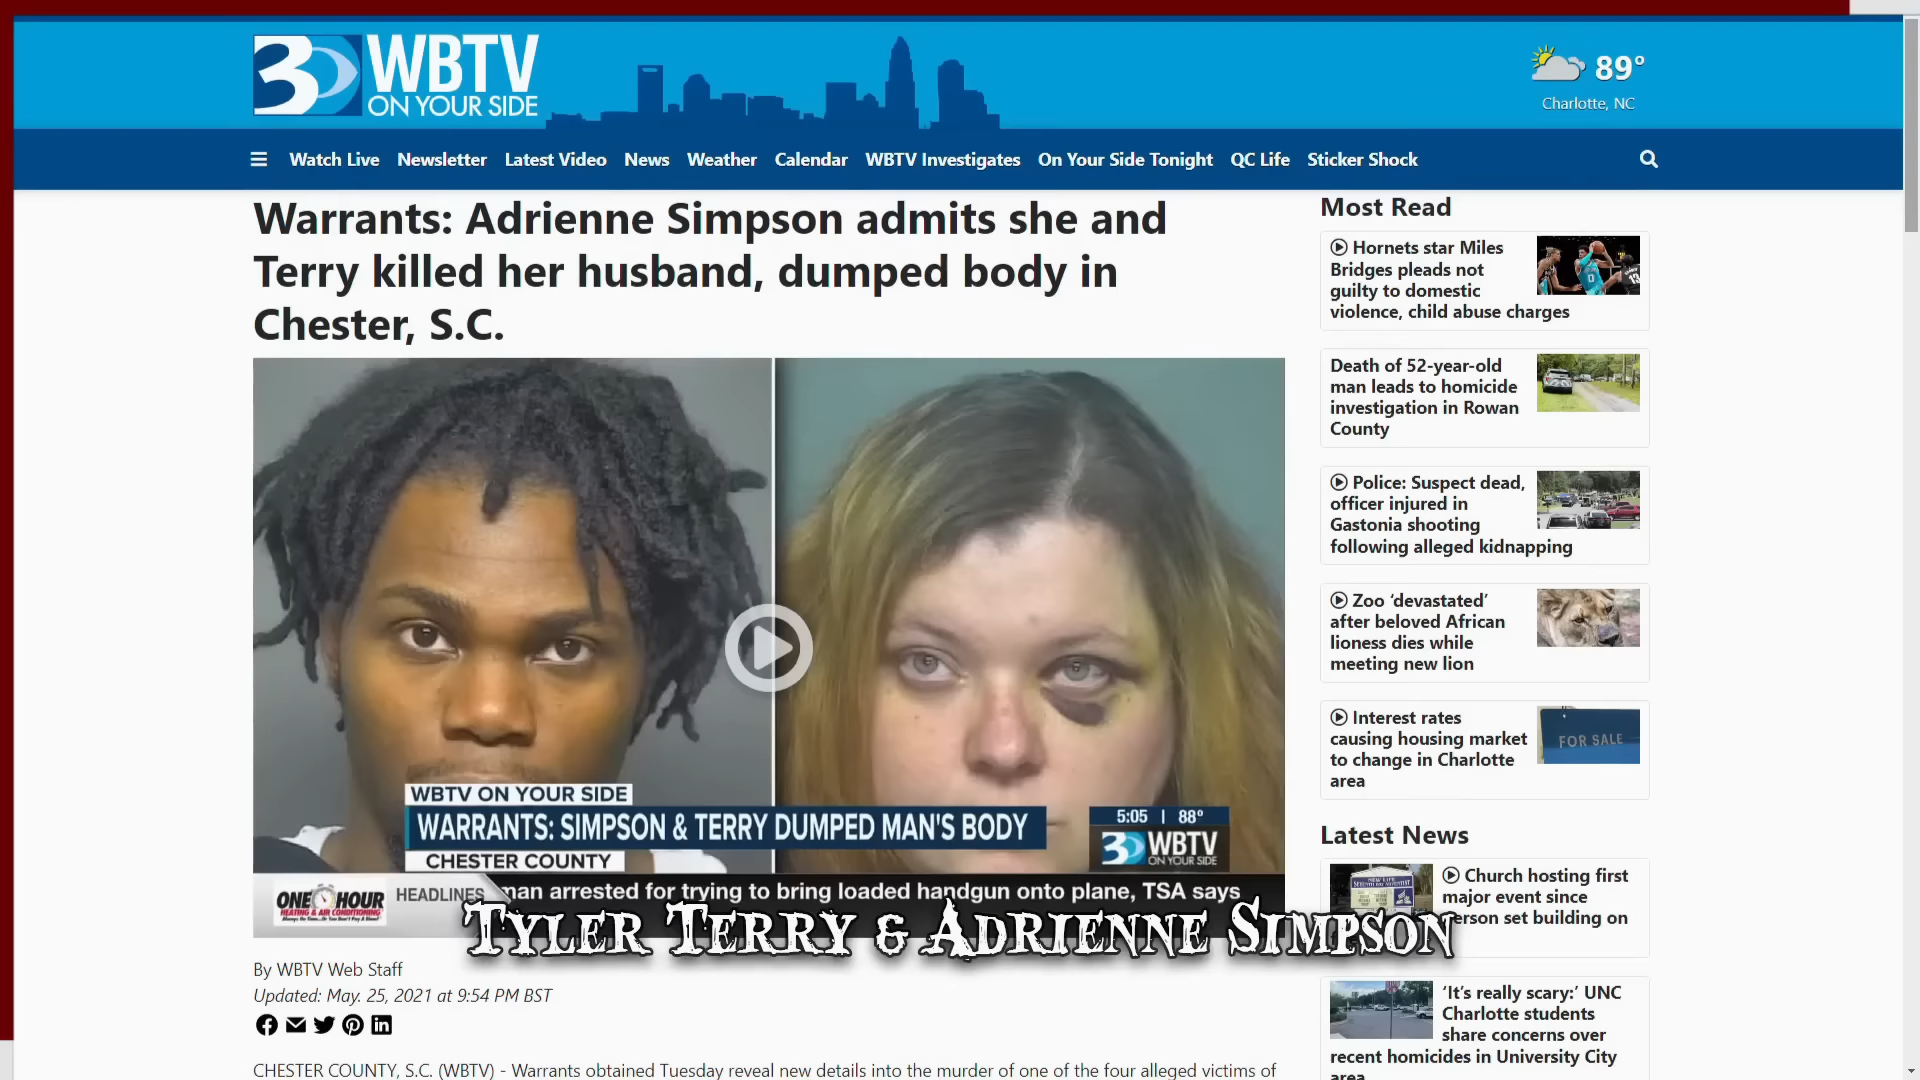 3 WBTV
ON YOUR SIDE
89°
Charlotte, NC
Watch Live Newsletter Latest Video News Weather Calendar WBTV Investigates On Your Side Tonight QC Life Sticker Shock
Warrants: Adrienne Simpson admits she and
Terry killed her husband, dumped body in
Chester, S.C.
WBTV ON YOUR SIDE
WARRANTS: SIMPSON & TERRY DUMPED MAN'S BODY
CHESTER COUNTY
5:05 | 88°
3 WBTV
ON YOUR SIDE
ONE HOUR
HEATING & AIR CONDITIONING
HEADLINES man arrested for trying to bring loaded handgun onto plane, TSA says
Tyler Terry & Adrienne Simpson
By WBTV Web Staff
Updated: May. 25, 2021 at 9:54 PM BST
CHESTER COUNTY, S.C. (WBTV) - Warrants obtained Tuesday reveal new details into the murder of one of the four alleged victims of
Most Read
Hornets star Miles
Bridges pleads not
guilty to domestic
violence, child abuse charges
Death of 52-year-old
man leads to homicide
investigation in Rowan
County
Police: Suspect dead,
officer injured in
Gastonia shooting
following alleged kidnapping
Zoo ‘devastated’
after beloved African
lioness dies while
meeting new lion
Interest rates
causing housing market
to change in Charlotte
area
FOR SALE
Latest News
Church hosting first
major event since
erson set building on
‘It’s really scary:’ UNC
Charlotte students
share concerns over
recent homicides in University City
area